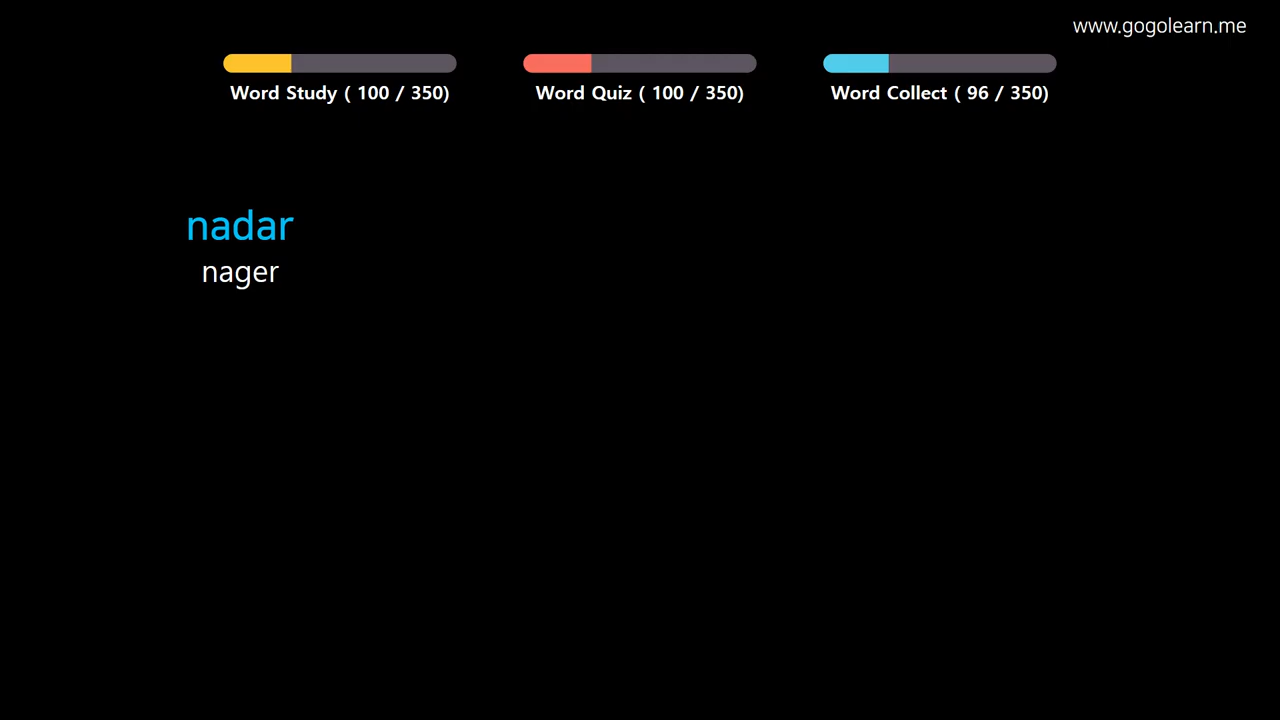 www.gogolearn.me
Word Study ( 100 / 350)
Word Quiz ( 100 / 350)
Word Collect ( 96 / 350)
nadar
nager